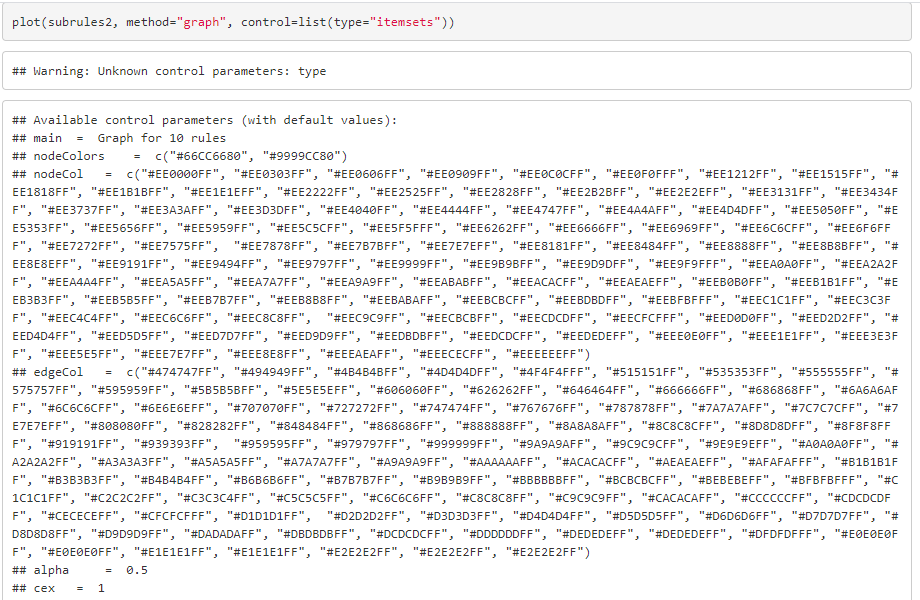 plot(subrules2, method="graph", control=list(type="itemsets"))
## Warning: Unknown control parameters: type
## Available control parameters (with default values):
## main  =  Graph for 10 rules
## nodeColors    =  c("#66CC6680", "#9999CC80")
## nodeCol   =  c("#EE0000FF", "#EE0303FF", "#EE0606FF", "#EE0909FF", "#EE0C0CFF", "#EE0F0FFF", "#EE1212FF", "#EE1515FF", "#
EE1818FF", "#EE1B1BFF", "#EE1E1EFF", "#EE2222FF", "#EE2525FF", "#EE2828FF", "#EE2B2BFF", "#EE2E2EFF", "#EE3131FF", "#EE3434F
F", "#EE3737FF", "#EE3A3AFF", "#EE3D3DFF", "#EE4040FF", "#EE4444FF", "#EE4747FF", "#EE4A4AFF", "#EE4D4DFF", "#EE5050FF", "#E
E5353FF", "#EE5656FF", "#EE5959FF", "#EE5C5CFF", "#EE5F5FFF", "#EE6262FF", "#EE6666FF", "#EE6969FF", "#EE6C6CFF", "#EE6F6FF
F", "#EE7272FF", "#EE7575FF",  "#EE7878FF", "#EE7B7BFF", "#EE7E7EFF", "#EE8181FF", "#EE8484FF", "#EE8888FF", "#EE8B8BFF", "#
EE8E8EFF", "#EE9191FF", "#EE9494FF", "#EE9797FF", "#EE9999FF", "#EE9B9BFF", "#EE9D9DFF", "#EE9F9FFF", "#EEA0A0FF", "#EEA2A2F
F", "#EEA4A4FF", "#EEA5A5FF", "#EEA7A7FF", "#EEA9A9FF", "#EEABABFF", "#EEACACFF", "#EEAEAEFF", "#EEB0B0FF", "#EEB1B1FF", "#E
EB3B3FF", "#EEB5B5FF", "#EEB7B7FF", "#EEB8B8FF", "#EEBABAFF", "#EEBCBCFF", "#EEBDBDFF", "#EEBFBFFF", "#EEC1C1FF", "#EEC3C3F
F", "#EEC4C4FF", "#EEC6C6FF", "#EEC8C8FF",  "#EEC9C9FF", "#EECBCBFF", "#EECDCDFF", "#EECFCFFF", "#EED0D0FF", "#EED2D2FF", "#
EED4D4FF", "#EED5D5FF", "#EED7D7FF", "#EED9D9FF", "#EEDBDBFF", "#EEDCDCFF", "#EEDEDEFF", "#EEE0E0FF", "#EEE1E1FF", "#EEE3E3F
F", "#EEE5E5FF", "#EEE7E7FF", "#EEE8E8FF", "#EEEAEAFF", "#EEECECFF", "#EEEEEEFF")
## edgeCol   =  c("#474747FF", "#494949FF", "#4B4B4BFF", "#4D4D4DFF", "#4F4F4FFF", "#515151FF", "#535353FF", "#555555FF", "#
575757FF", "#595959FF", "#5B5B5BFF", "#5E5E5EFF", "#606060FF", "#626262FF", "#646464FF", "#666666FF", "#686868FF", "#6A6A6AF
F", "#6C6C6CFF", "#6E6E6EFF", "#707070FF", "#727272FF", "#747474FF", "#767676FF", "#787878FF", "#7A7A7AFF", "#7C7C7CFF", "#7
E7E7EFF", "#808080FF", "#828282FF", "#848484FF", "#868686FF", "#888888FF", "#8A8A8AFF", "#8C8C8CFF", "#8D8D8DFF", "#8F8F8FF
F", "#919191FF", "#939393FF",  "#959595FF", "#979797FF", "#999999FF", "#9A9A9AFF", "#9C9C9CFF", "#9E9E9EFF", "#A0A0A0FF", "#
A2A2A2FF", "#A3A3A3FF", "#A5A5A5FF", "#A7A7A7FF", "#A9A9A9FF", "#AAAAAAFF", "#ACACACFF", "#AEAEAEFF", "#AFAFAFFF", "#B1B1B1F
F", "#B3B3B3FF", "#B4B4B4FF", "#B6B6B6FF", "#B7B7B7FF", "#B9B9B9FF", "#BBBBBBFF", "#BCBCBCFF", "#BEBEBEFF", "#BFBFBFFF", "#C
1C1C1FF", "#C2C2C2FF", "#C3C3C4FF", "#C5C5C5FF", "#C6C6C6FF", "#C8C8C8FF", "#C9C9C9FF", "#CACACAFF", "#CCCCCCFF", "#CDCDCDF
F", "#CECECEFF", "#CFCFCFFF", "#D1D1D1FF",  "#D2D2D2FF", "#D3D3D3FF", "#D4D4D4FF", "#D5D5D5FF", "#D6D6D6FF", "#D7D7D7FF", "#
D8D8D8FF", "#D9D9D9FF", "#DADADAFF", "#DBDBDBFF", "#DCDCDCFF", "#DDDDDDFF", "#DEDEDEFF", "#DEDEDEFF", "#DFDFDFFF", "#E0E0E0F
F", "#E0E0E0FF", "#E1E1E1FF", "#E1E1E1FF", "#E2E2E2FF", "#E2E2E2FF", "#E2E2E2FF")
## alpha     =  0.5
## cex   =  1